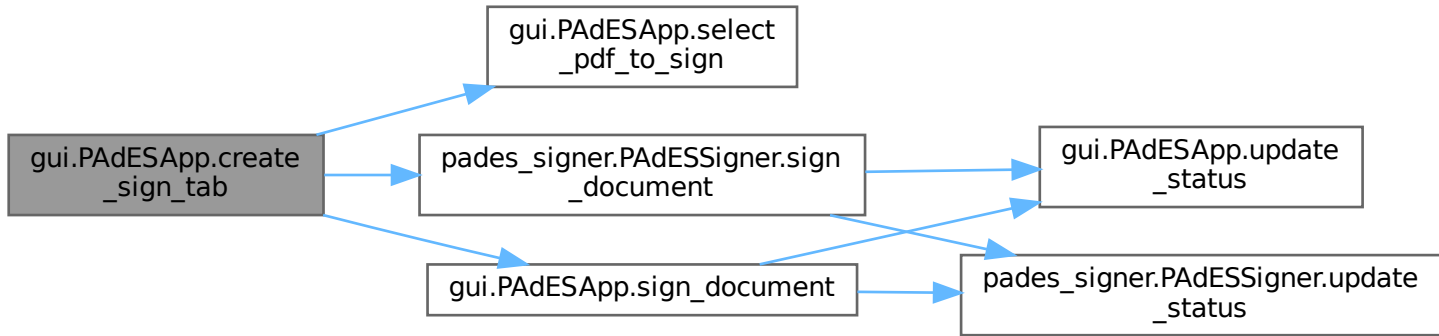 gui.PAdESApp.select
_pdf_to_sign
gui.PAdESApp.create
_sign_tab
pades_signer.PAdESSigner.sign
_document
gui.PAdESApp.update
_status
gui.PAdESApp.sign_document
pades_signer.PAdESSigner.update
_status